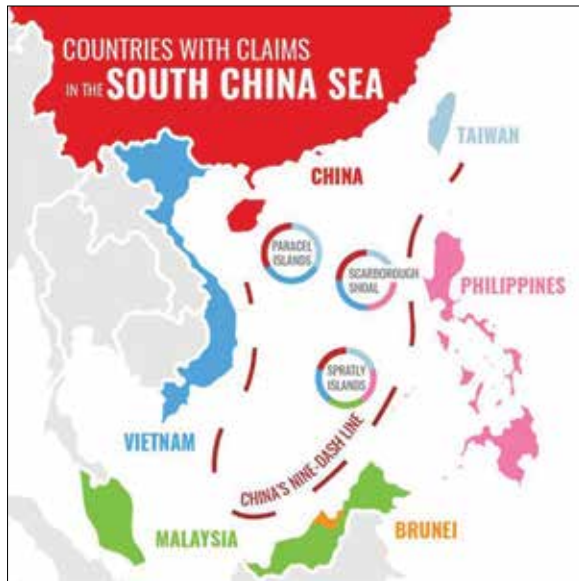 COUNTRIES WITH CLAIMS
IN THE SOUTH CHINA SEA
TAIWAN
CHINA
PARACEL
ISLANDS
SCARBOROUGH
SHOAL
PHILIPPINES
SPRATLY
ISLANDS
VIETNAM
CHINA'S NINE-DASH LINE
MALAYSIA
BRUNEI